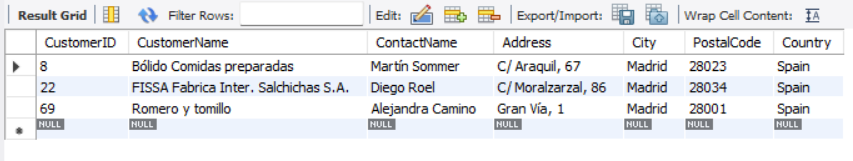 Result Grid Filter Rows: Edit: Export/Import: Wrap Cell Content:
CustomerID CustomerName ContactName Address City PostalCode Country
8 Bólido Comidas preparadas Martín Sommer C/ Araquil, 67 Madrid 28023 Spain
22 FISSA Fabrica Inter. Salchichas S.A. Diego Roel C/ Moralzarzal, 86 Madrid 28034 Spain
69 Romero y tomillo Alejandra Camino Gran Vía, 1 Madrid 28001 Spain
NULL NULL NULL NULL NULL NULL NULL